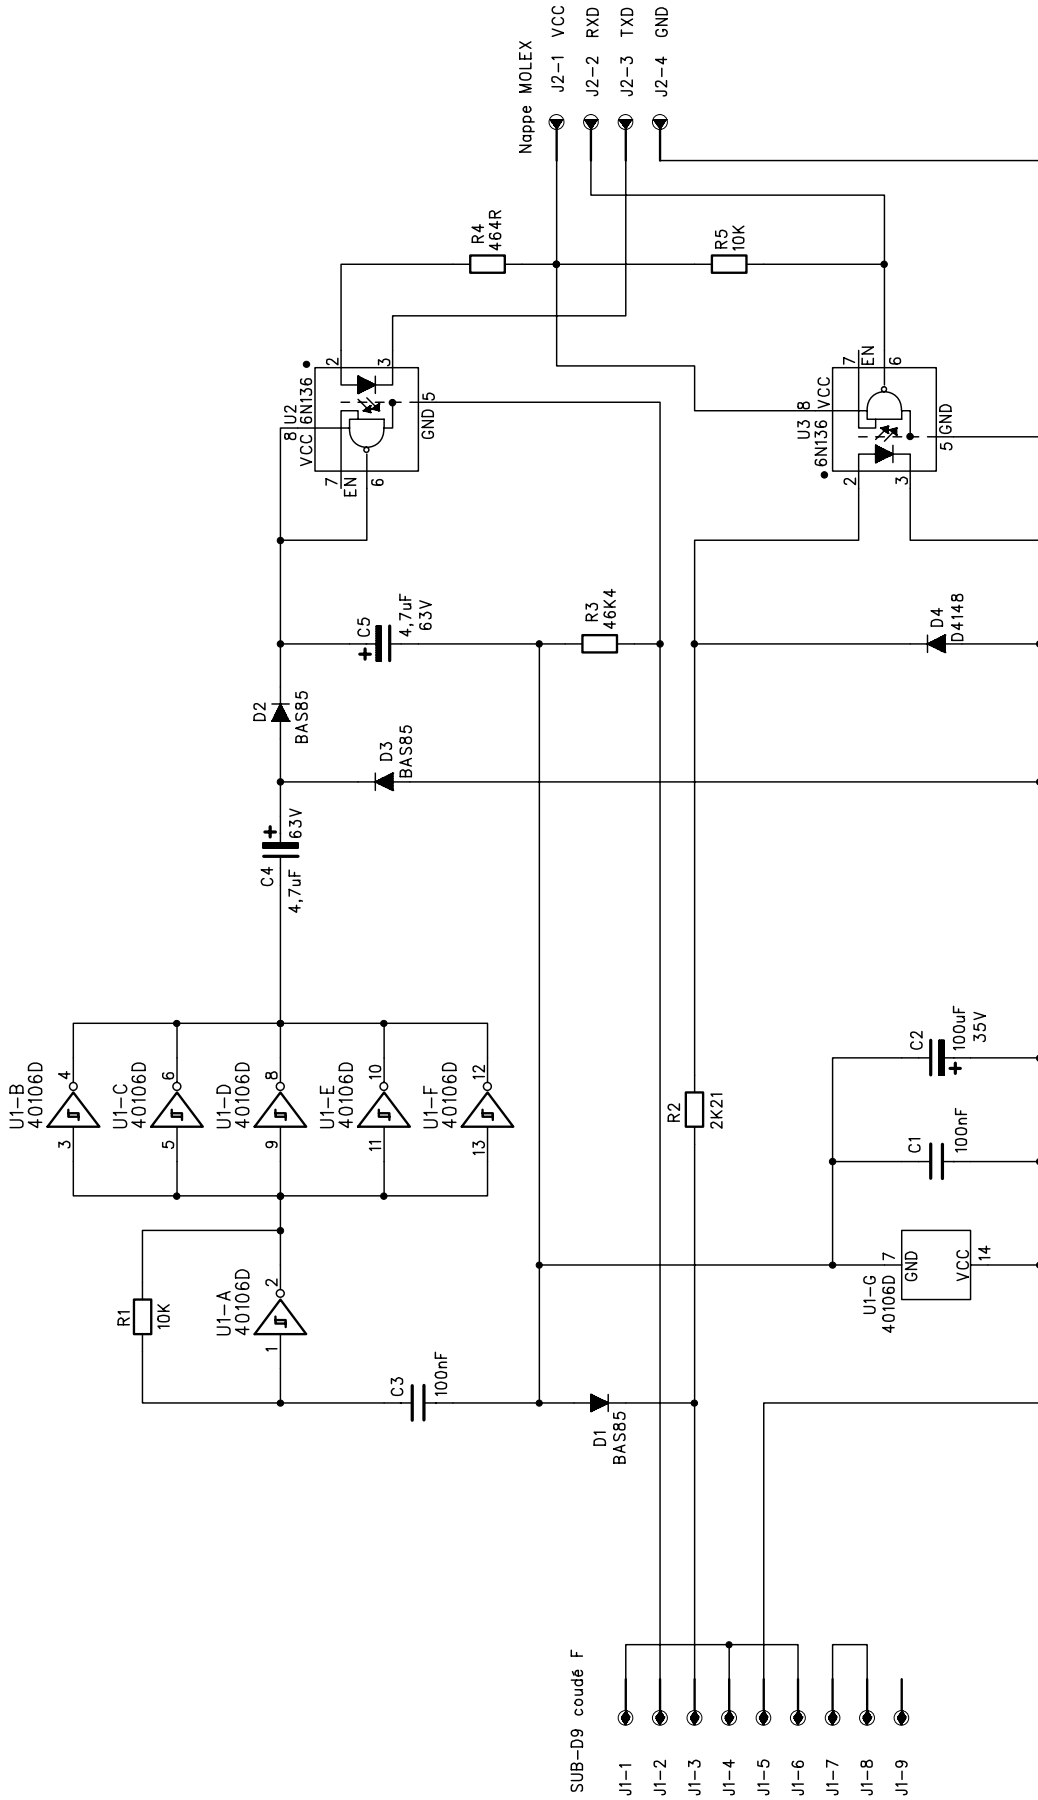 Nappe MOLEX
J2-1 VCC
J2-2 RXD
J2-3 TXD
J2-4 GND
R4
464R
R5
10K
U2
6N136
8
VCC
2
3
7
EN
6
5
GND
U3
6N136
8
VCC
7
EN
6
5
GND
2
3
C5
4,7uF
63V
+
R3
46K4
D4
D4148
D2
BAS85
D3
BAS85
C4
4,7uF
+
63V
U1-B
40106D
3
4
U1-C
40106D
5
6
U1-D
40106D
9
8
U1-E
40106D
11
10
U1-F
40106D
13
12
R2
2K21
C2
100uF
35V
+
C1
100nF
U1-G
40106D
7
GND
VCC
14
R1
10K
U1-A
40106D
1
2
C3
100nF
D1
BAS85
SUB-D9 coudé F
J1-1
J1-2
J1-3
J1-4
J1-5
J1-6
J1-7
J1-8
J1-9